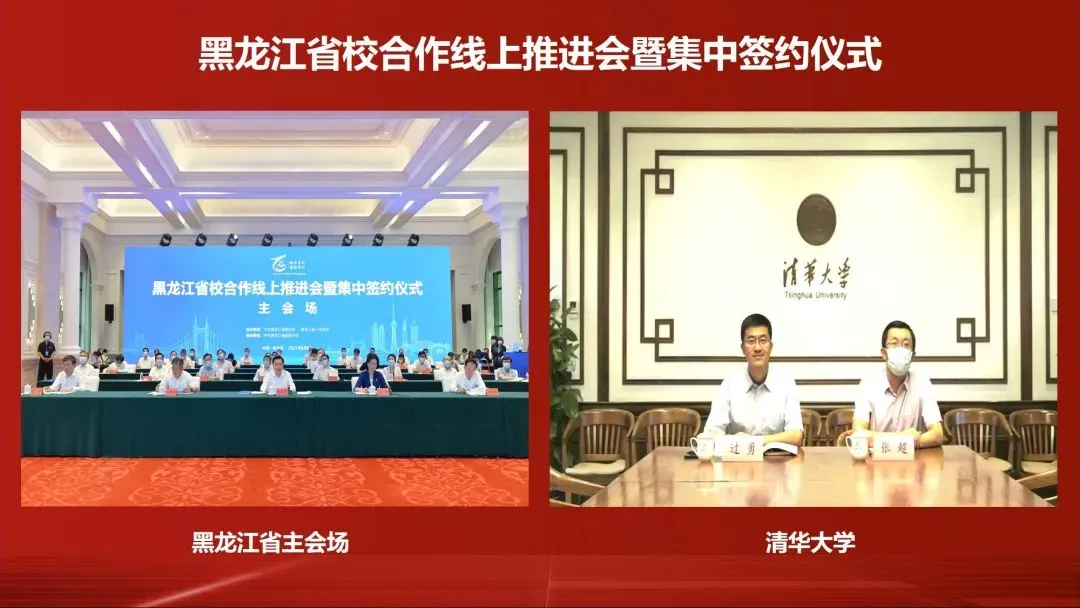 黑龙江省校合作线上推进会暨集中签约仪式
黑龙江省校合作线上推进会暨集中签约仪式
主会场
清华大学
Tsinghua University
过勇
张超
黑龙江省主会场
清华大学